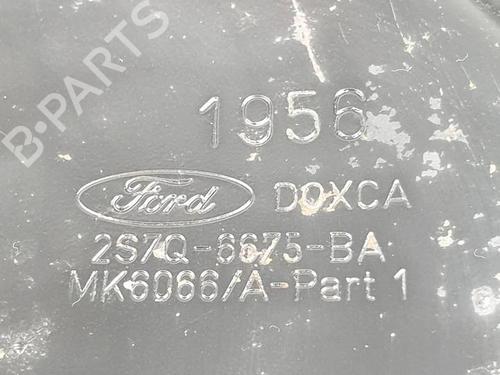 B-PARTS
1956
Ford DOXCA
2S7Q-6675-BA
MK6066/A-Part 1